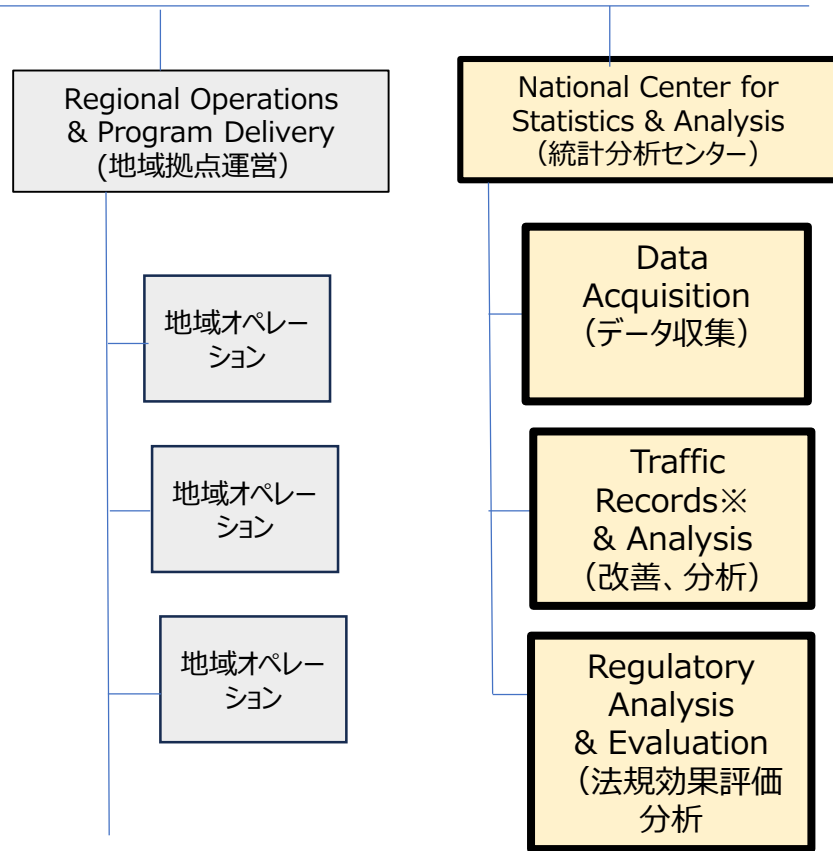 Regional Operations
& Program Delivery
(地域拠点運営）
地域オペレー
ション
地域オペレー
ション
地域オペレー
ション
National Center for
Statistics & Analysis
（統計分析センター）
Data
Acquisition
（データ収集）
Traffic
Records※
& Analysis
（改善、分析）
Regulatory
Analysis
& Evaluation
（法規効果評価
分析